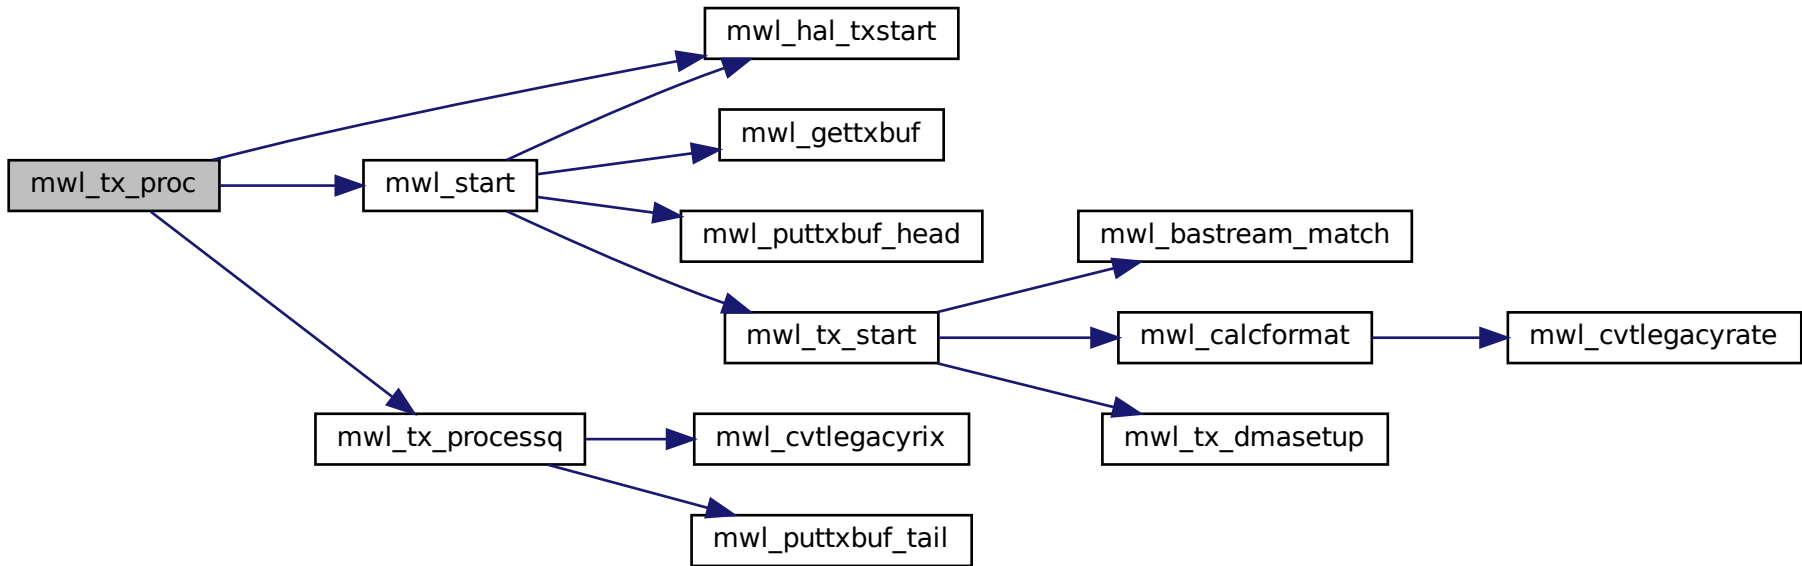 mwl_hal_txstart
mwl_gettxbuf
mwl_tx_proc
mwl_start
mwl_puttxbuf_head
mwl_bastream_match
mwl_tx_start
mwl_calcformat
mwl_cvtlegacyrate
mwl_tx_processq
mwl_cvtlegacyrix
mwl_tx_dmasetup
mwl_puttxbuf_tail